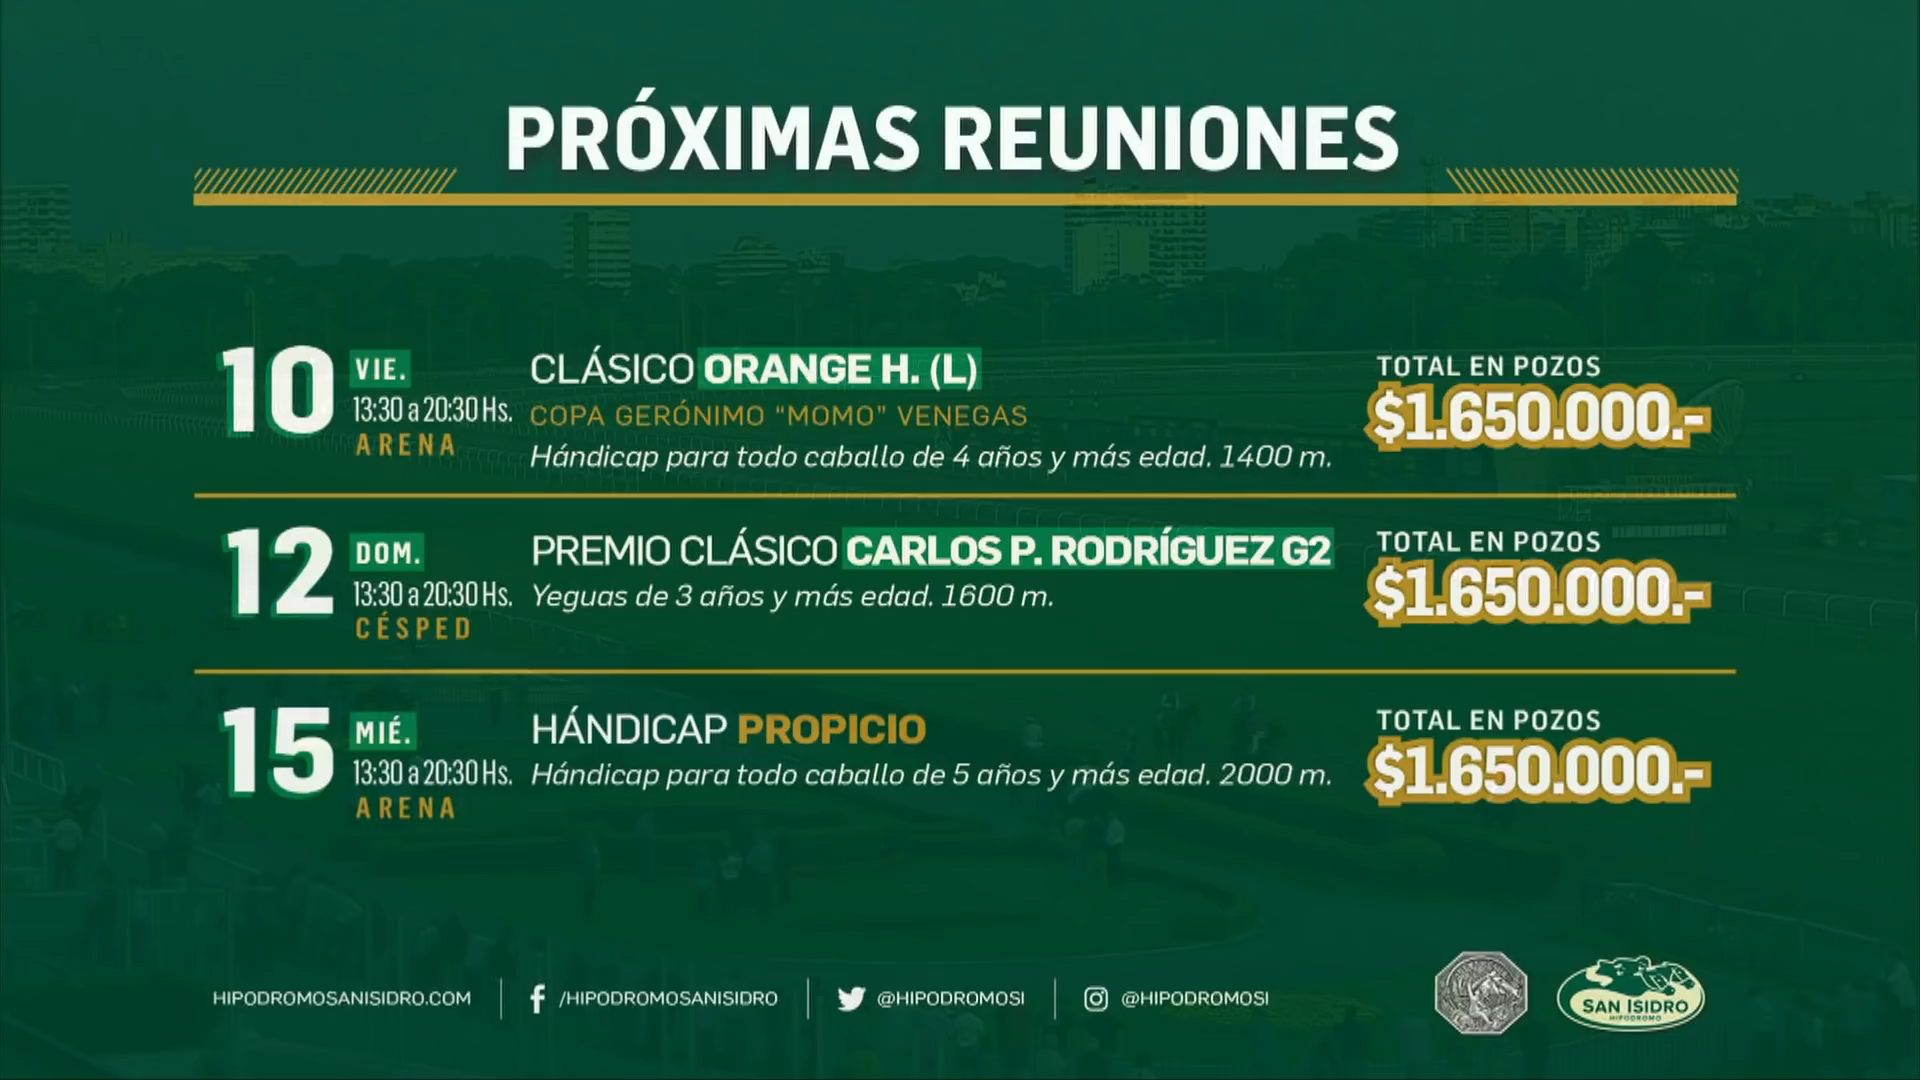 PRÓXIMAS REUNIONES
10
VIE.
13:30 a 20:30 Hs.
ARENA
CLÁSICO ORANGE H. (L)
COPA GERÓNIMO “MOMO” VENEGAS
Hándicap para todo caballo de 4 años y más edad. 1400 m.
TOTAL EN POZOS
$1.650.000.-
12
DOM.
13:30 a 20:30 Hs.
CÉSPED
PREMIO CLÁSICO CARLOS P. RODRÍGUEZ G2
Yeguas de 3 años y más edad. 1600 m.
TOTAL EN POZOS
$1.650.000.-
15
MIÉ.
13:30 a 20:30 Hs.
ARENA
HÁNDICAP PROPICIO
Hándicap para todo caballo de 5 años y más edad. 2000 m.
TOTAL EN POZOS
$1.650.000.-
HIPODROMOSANISIDRO.COM
/HIPODROMOSANISIDRO
@HIPODROMOSI
@HIPODROMOSI
SAN ISIDRO
HIPODROMO